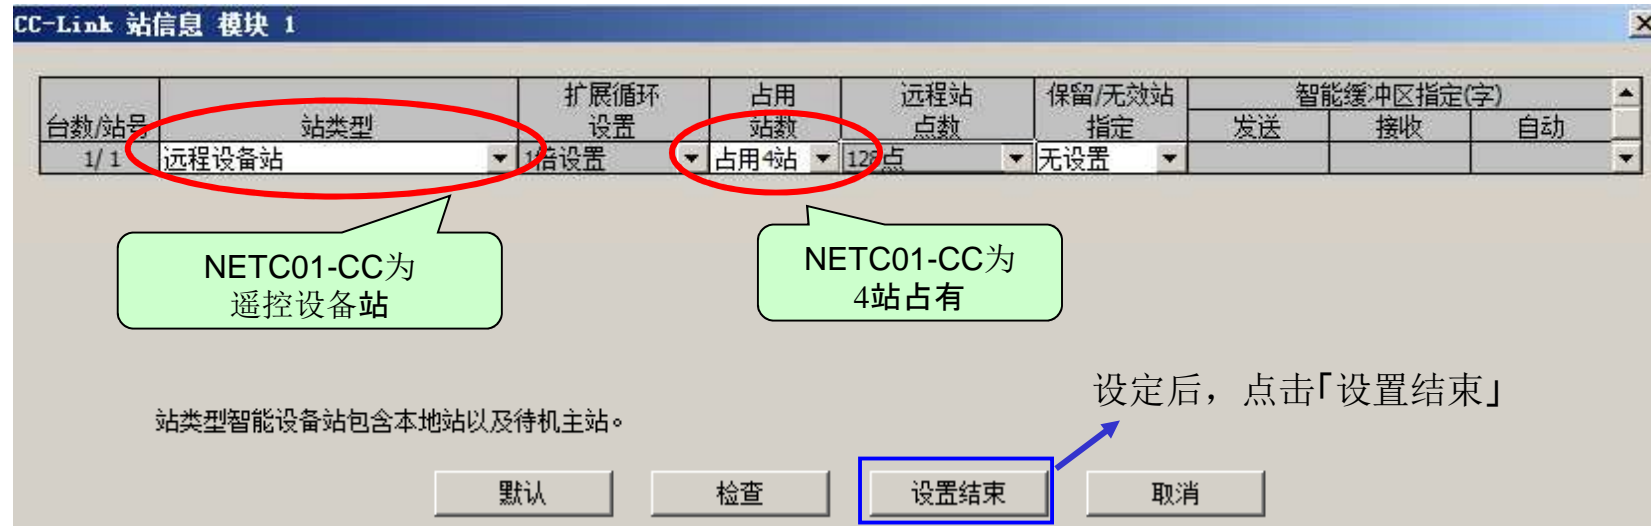 CC-Link 站信息 模块 1
台数/站号 站类型 扩展循环设置 占用站数 远程站点数 保留/无效站指定 智能缓冲区指定(字)
发送 接收 自动
1/ 1 远程设备站 1倍设置 占用4站 128点 无设置
NETC01-CC为
遥控设备站
NETC01-CC为
4站占有
设定后，点击「设置结束」
站类型智能设备站包含本地站以及待机主站。
默认 检查 设置结束 取消